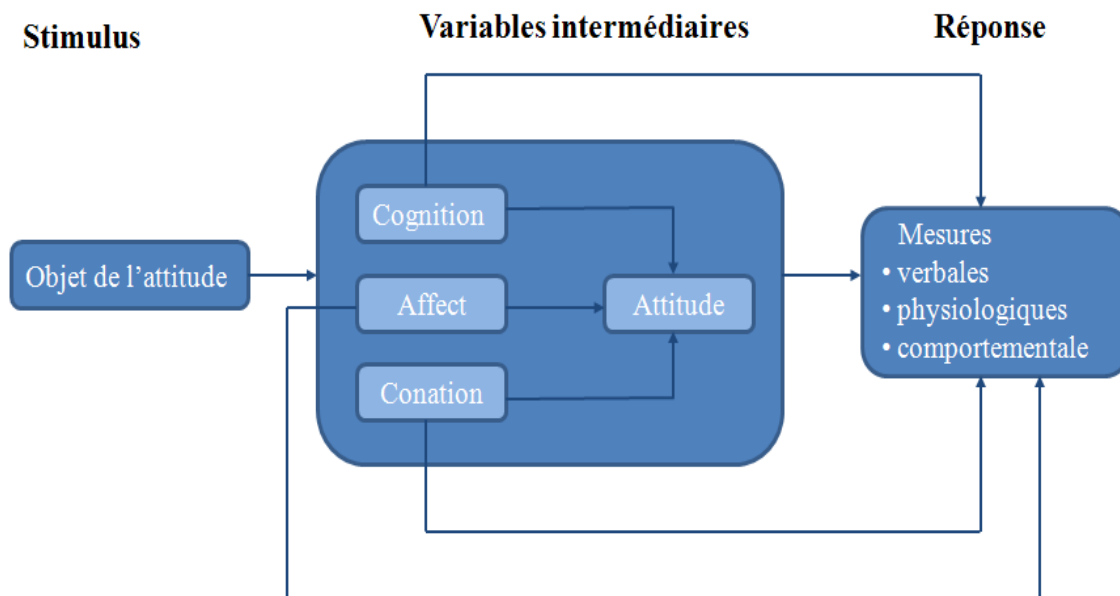 Stimulus
Variables intermédiaires
Réponse
Cognition
Objet de l’attitude
Affect
Attitude
Conation
Mesures
• verbales
• physiologiques
• comportementale